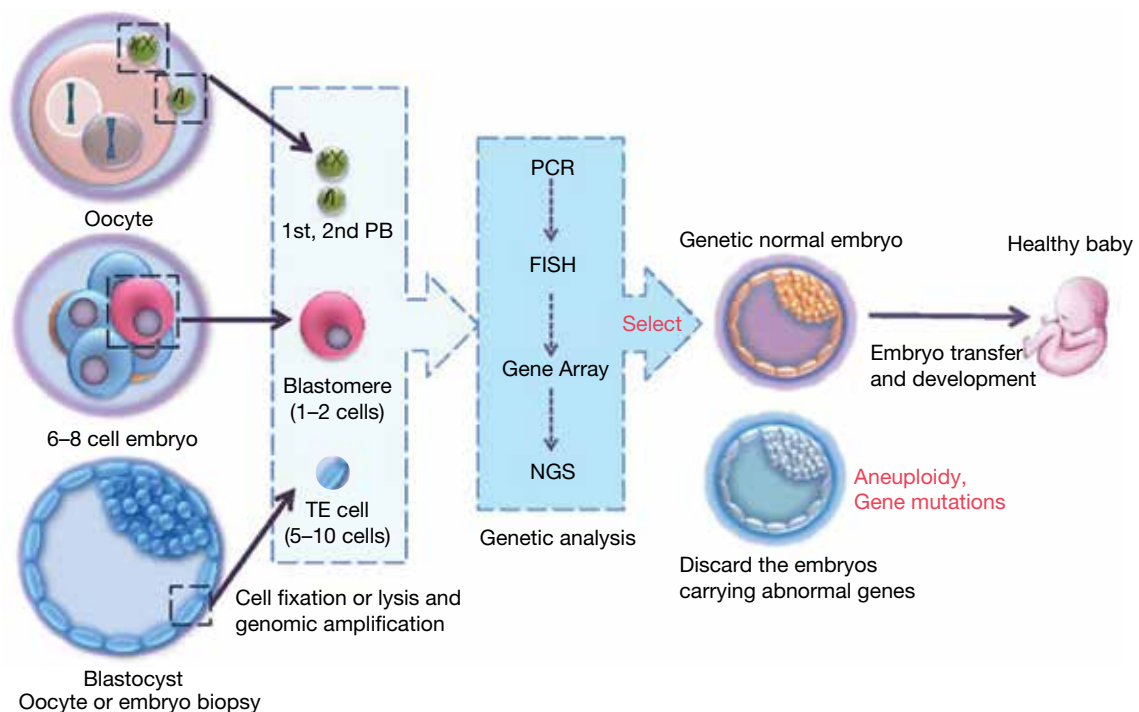 Oocyte
1st, 2nd PB
6–8 cell embryo
Blastomere
(1–2 cells)
TE cell
(5–10 cells)
Cell fixation or lysis and
genomic amplification
Blastocyst
Oocyte or embryo biopsy
PCR
FISH
Gene Array
NGS
Genetic analysis
Select
Genetic normal embryo
Healthy baby
Embryo transfer
and development
Aneuploidy,
Gene mutations
Discard the embryos
carrying abnormal genes